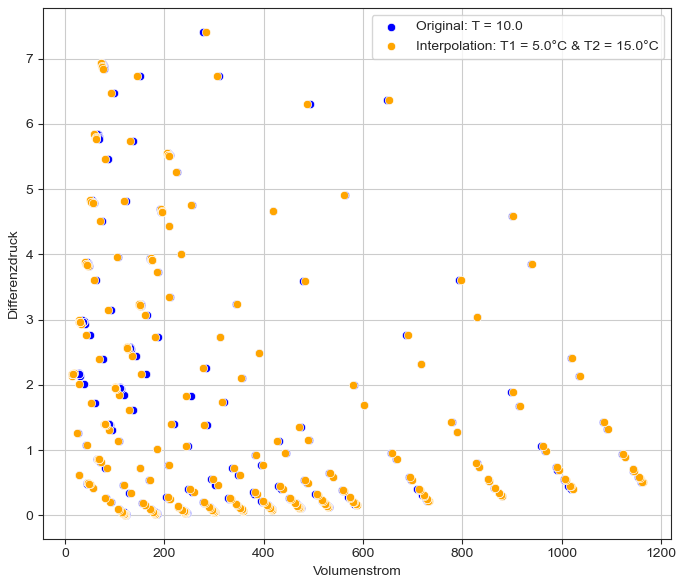 Original: T = 10.0
Interpolation: T1 = 5.0°C & T2 = 15.0°C
7
6
5
4
3
2
1
0
Differenzdruck
0 200 400 600 800 1000 1200
Volumenstrom